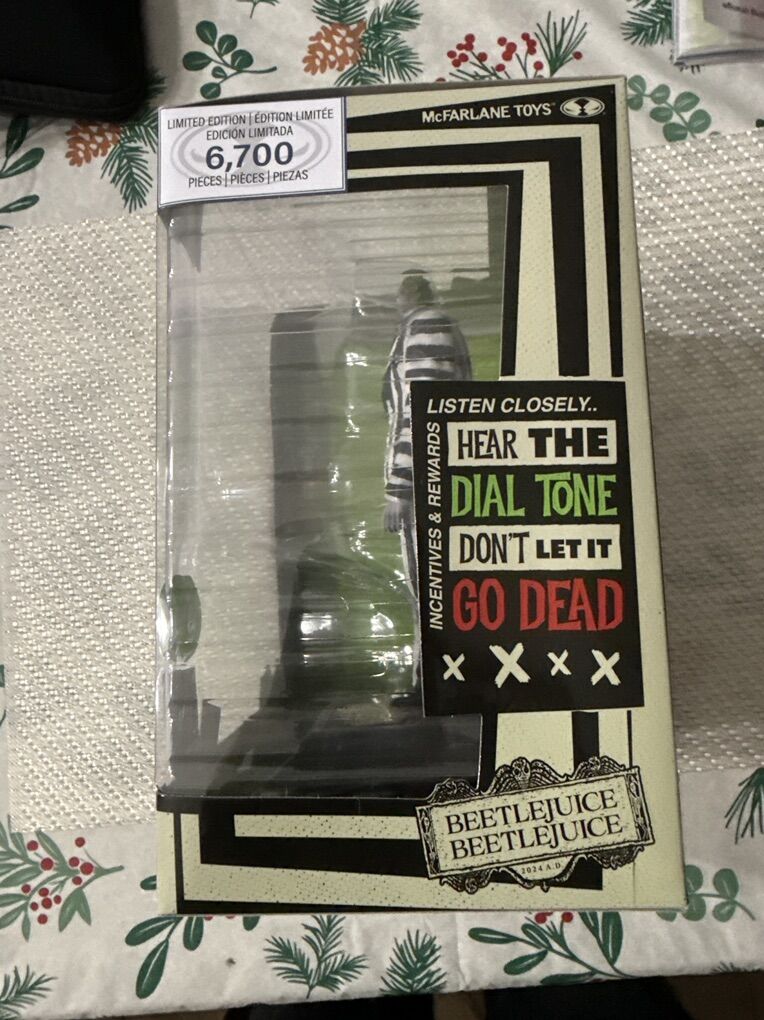 LIMITED EDITION | ÉDITION LIMITÉE
EDICIÓN LIMITADA
6,700
PIECES | PIÈCES | PIEZAS
McFARLANE TOYS™
LISTEN CLOSELY..
INCENTIVES & REWARDS
HEAR THE
DIAL TONE
DON'T LET IT
GO DEAD
X X X X
BEETLEJUICE
BEETLEJUICE
2024 A.D.